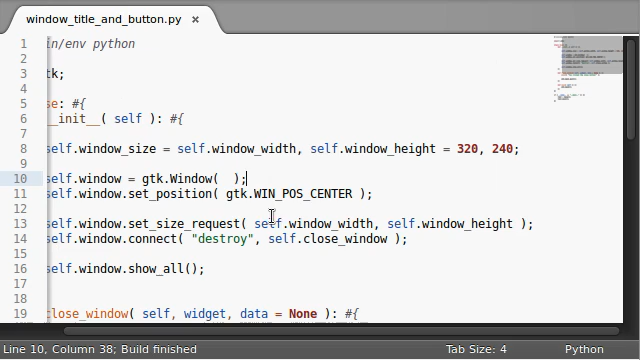 window_title_and_button.py ×
1 in/env python
2
3 tk;
4
5 se: #{
6 __init__( self ): #{
7
8 self.window_size = self.window_width, self.window_height = 320, 240;
9
10 self.window = gtk.Window(  );
11 self.window.set_position( gtk.WIN_POS_CENTER );
12
13 self.window.set_size_request( self.window_width, self.window_height );
14 self.window.connect( "destroy", self.close_window );
15
16 self.window.show_all();
17
18
19 close_window( self, widget, data = None ): #{
Line 10, Column 38; Build finished Tab Size: 4 Python